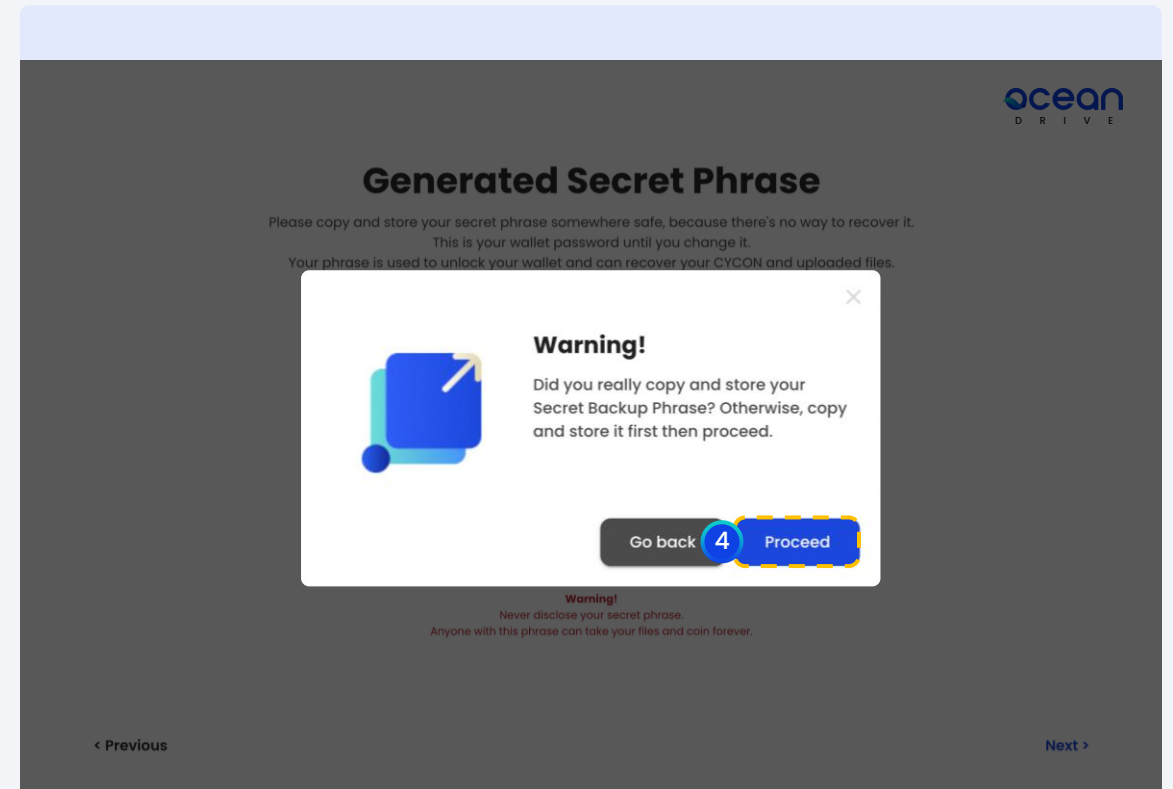 ocean
DRIVE
Generated Secret Phrase
Please copy and store your secret phrase somewhere safe, because there's no way to recover it.
This is your wallet password until you change it.
Your phrase is used to unlock your wallet and can recover your CYCON and uploaded files.
Warning!
Did you really copy and store your
Secret Backup Phrase? Otherwise, copy
and store it first then proceed.
Go back 4 Proceed
Warning!
Never disclose your secret phrase.
Anyone with this phrase can take your files and coin forever.
< Previous
Next >